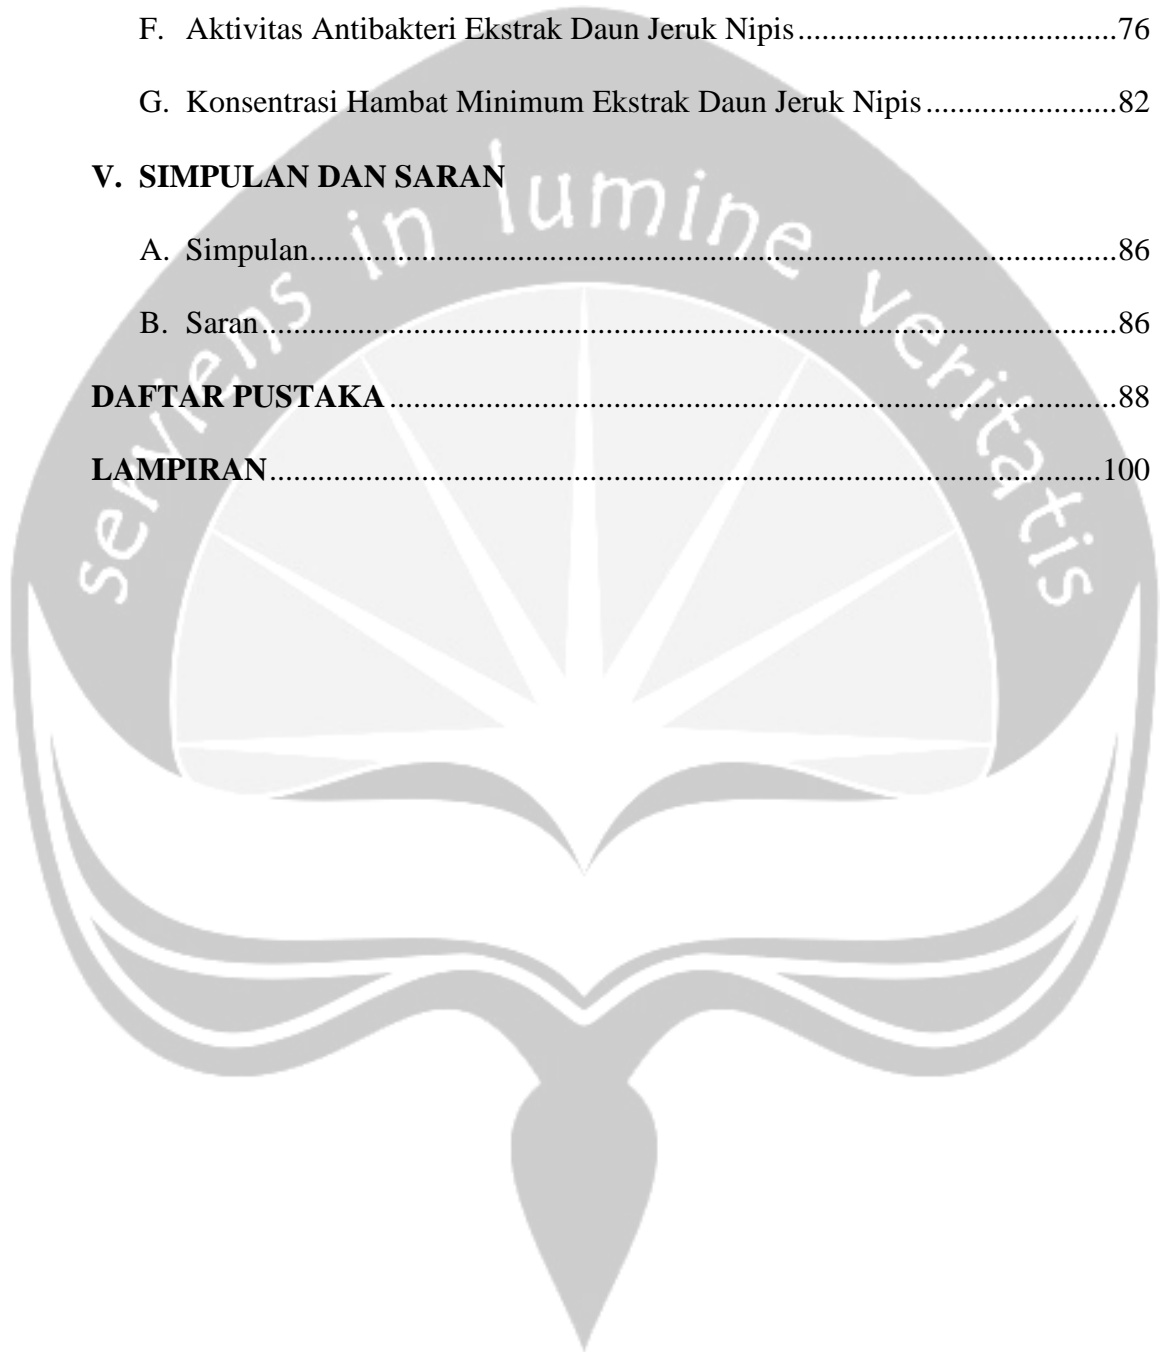 F. Aktivitas Antibakteri Ekstrak Daun Jeruk Nipis.....................................76
G. Konsentrasi Hambat Minimum Ekstrak Daun Jeruk Nipis......................82
V. SIMPULAN DAN SARAN
A. Simpulan...............................................................................................86
B. Saran.....................................................................................................86
DAFTAR PUSTAKA.......................................................................................88
LAMPIRAN...................................................................................................100
serviens in lumine veritatis